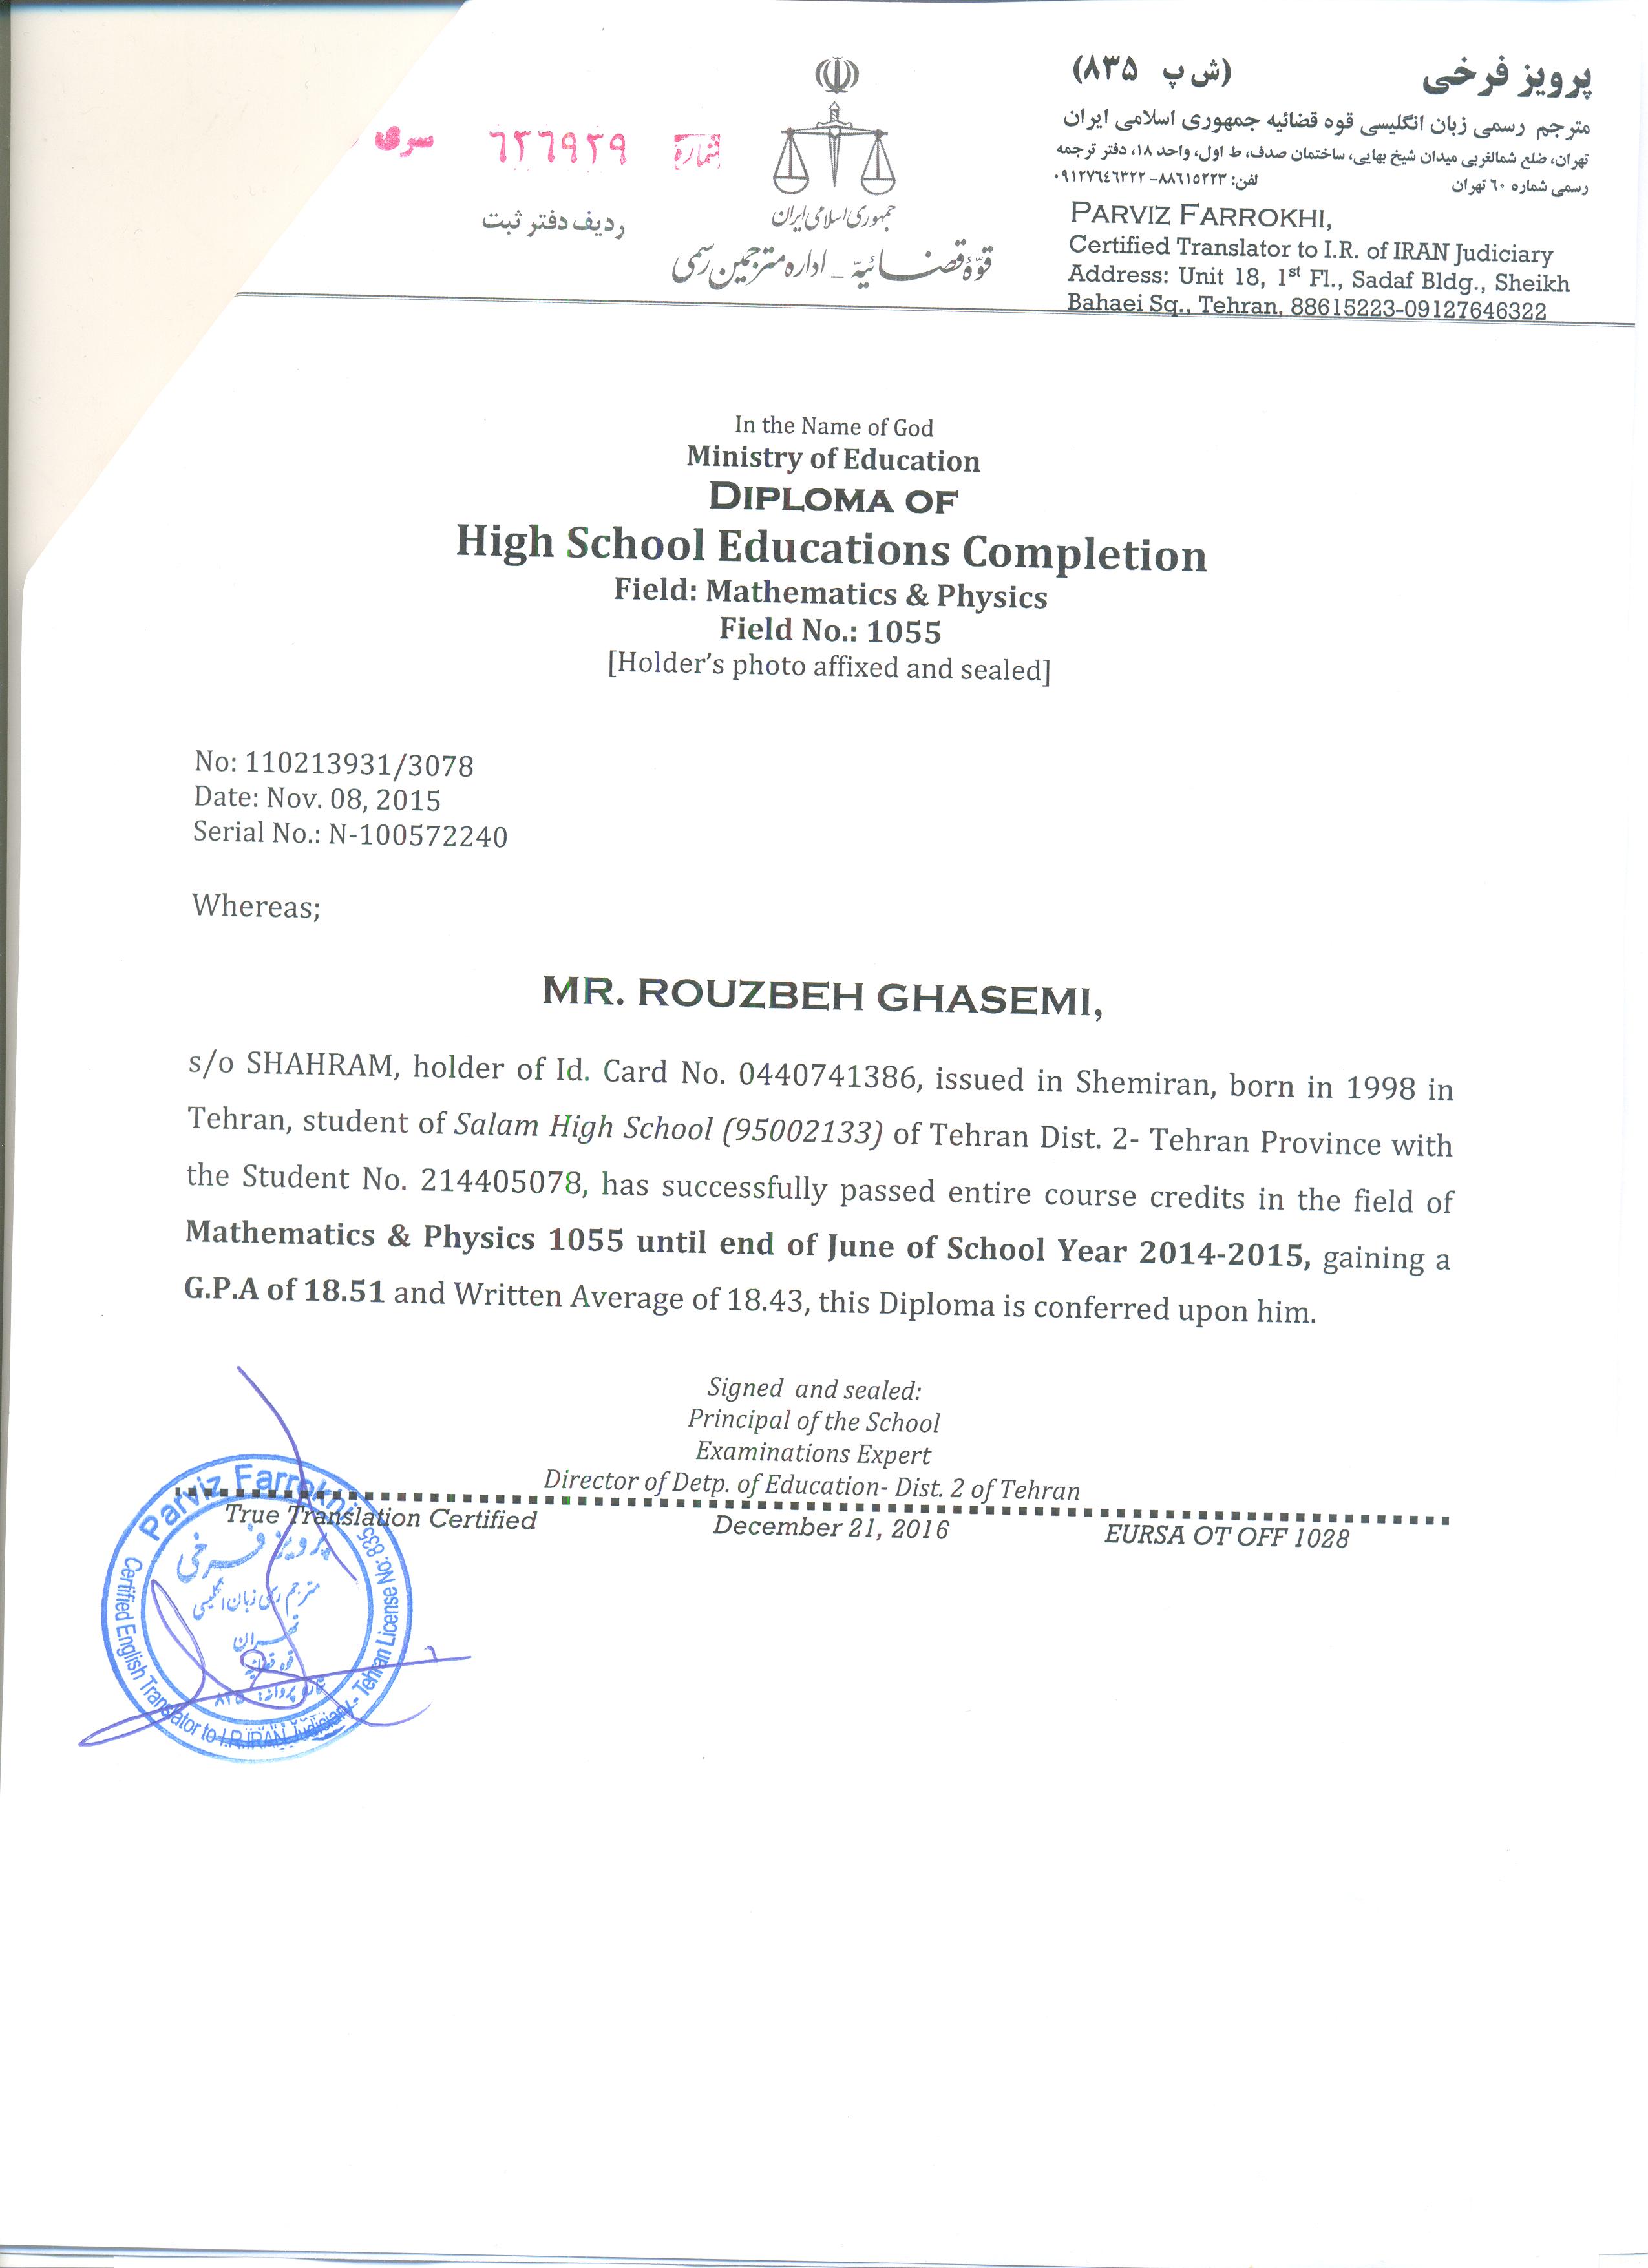 پرویز فرخی (ش پ ۸۳۵)
مترجم رسمی زبان انگلیسی قوه قضائیه جمهوری اسلامی ایران
تهران، ضلع شمالغربی میدان شیخ بهایی، ساختمان صدف، ط اول، واحد ۱۸، دفتر ترجمه
رسمی شماره ۶۰ تهران لفن: ۸۸۶۱۵۲۲۳-۰۹۱۲۷۶۴۶۳۲۲
PARVIZ FARROKHI,
Certified Translator to I.R. of IRAN Judiciary
Address: Unit 18, 1st Fl., Sadaf Bldg., Sheikh
Bahaei Sq., Tehran, 88615223-09127646322
جمهوری اسلامی ایران
قوّهٔ قضائیّه _ اداره مترجمین رسمی
شماره ۶۲۶۹۲۹ سری
ردیف دفتر ثبت
In the Name of God
Ministry of Education
DIPLOMA OF
High School Educations Completion
Field: Mathematics & Physics
Field No.: 1055
[Holder's photo affixed and sealed]
No: 110213931/3078
Date: Nov. 08, 2015
Serial No.: N-100572240
Whereas;
MR. ROUZBEH GHASEMI,
s/o SHAHRAM, holder of Id. Card No. 0440741386, issued in Shemiran, born in 1998 in
Tehran, student of Salam High School (95002133) of Tehran Dist. 2- Tehran Province with
the Student No. 214405078, has successfully passed entire course credits in the field of
Mathematics & Physics 1055 until end of June of School Year 2014-2015, gaining a
G.P.A of 18.51 and Written Average of 18.43, this Diploma is conferred upon him.
Signed and sealed:
Principal of the School
Examinations Expert
Director of Detp. of Education- Dist. 2 of Tehran
True Translation Certified December 21, 2016 EURSA OT OFF 1028
Parviz Farrokhi
Certified English Translator to I.R.IRAN Judiciary - Tehran License No: 835
پرویز فرخی
مترجم رسمی زبان انگلیسی
تهران
قوه قضائیه
شماره پروانه: ۸۳۵